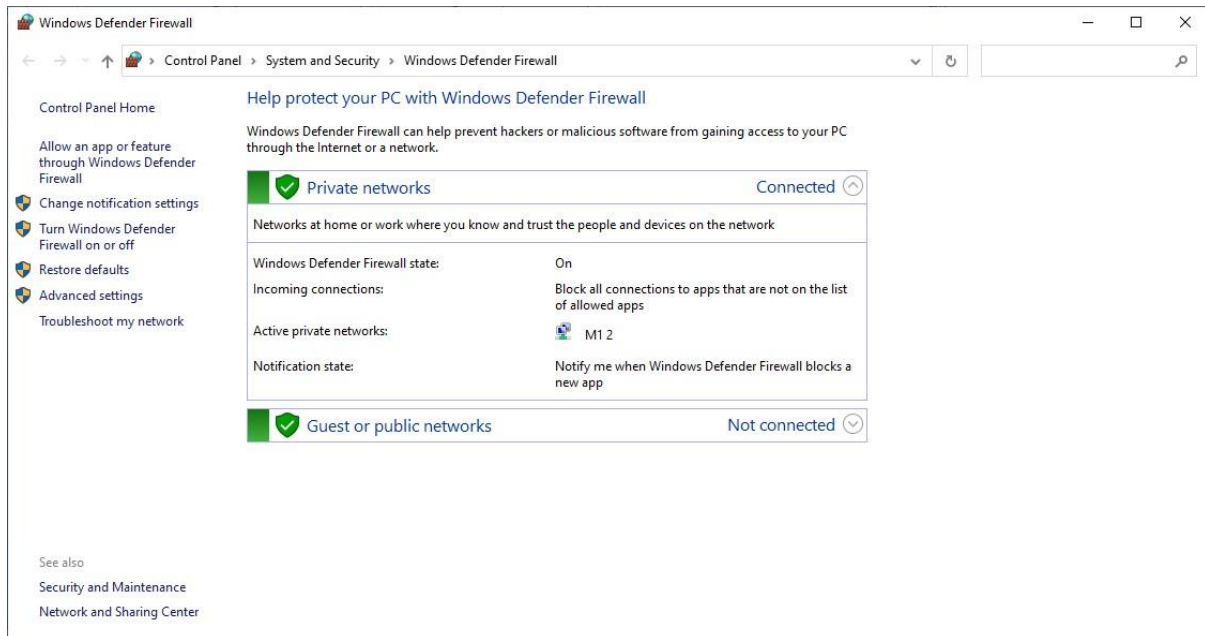 Windows Defender Firewall
Control Panel > System and Security > Windows Defender Firewall
Control Panel Home
Allow an app or feature
through Windows Defender
Firewall
Change notification settings
Turn Windows Defender
Firewall on or off
Restore defaults
Advanced settings
Troubleshoot my network
See also
Security and Maintenance
Network and Sharing Center
Help protect your PC with Windows Defender Firewall
Windows Defender Firewall can help prevent hackers or malicious software from gaining access to your PC
through the Internet or a network.
Private networks Connected
Networks at home or work where you know and trust the people and devices on the network
Windows Defender Firewall state: On
Incoming connections: Block all connections to apps that are not on the list
of allowed apps
Active private networks: M1 2
Notification state: Notify me when Windows Defender Firewall blocks a
new app
Guest or public networks Not connected